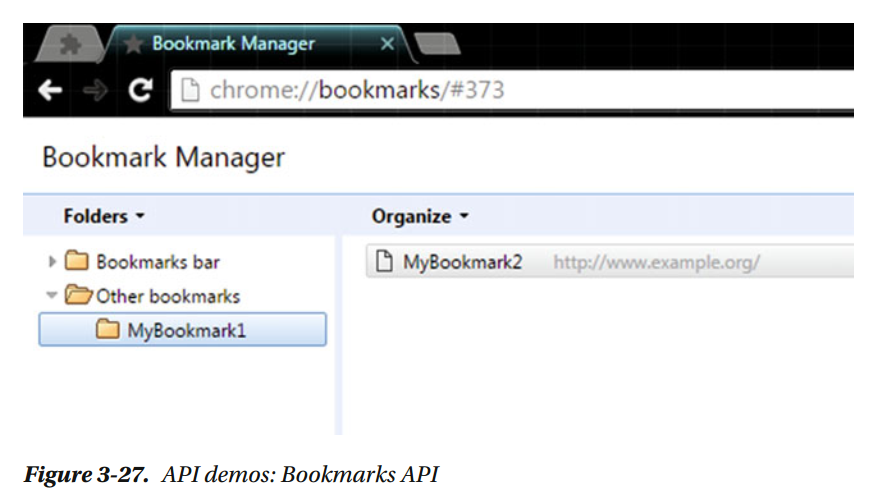 Bookmark Manager
chrome://bookmarks/#373
Bookmark Manager
Folders Organize
Bookmarks bar MyBookmark2 http://www.example.org/
Other bookmarks
MyBookmark1
Figure 3-27. API demos: Bookmarks API